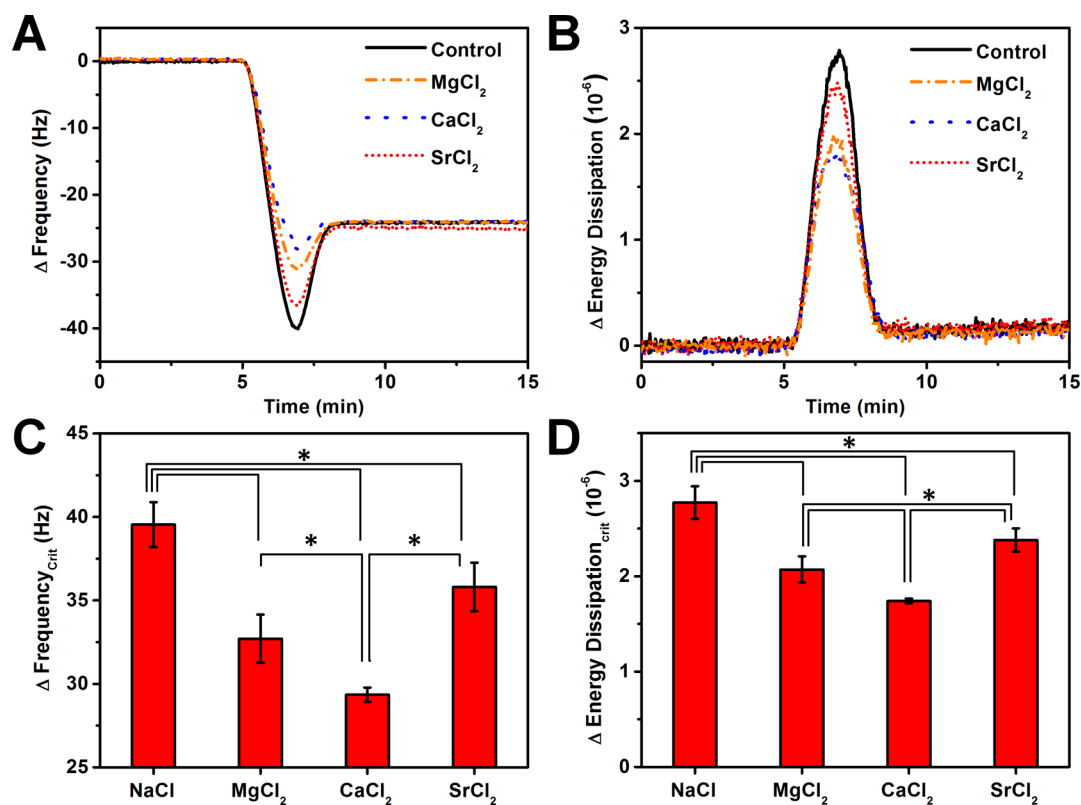 A
Control
MgCl₂
CaCl₂
SrCl₂
0
-10
-20
-30
-40
Δ Frequency (Hz)
0 5 10 15
Time (min)
B
Control
MgCl₂
CaCl₂
SrCl₂
3
2
1
0
Δ Energy Dissipation (10⁻⁶)
0 5 10 15
Time (min)
C
45
40
35
30
25
Δ Frequency_Crit (Hz)
*
* *
NaCl MgCl₂ CaCl₂ SrCl₂
D
3
2
1
0
Δ Energy Dissipation_crit (10⁻⁶)
*
*
NaCl MgCl₂ CaCl₂ SrCl₂